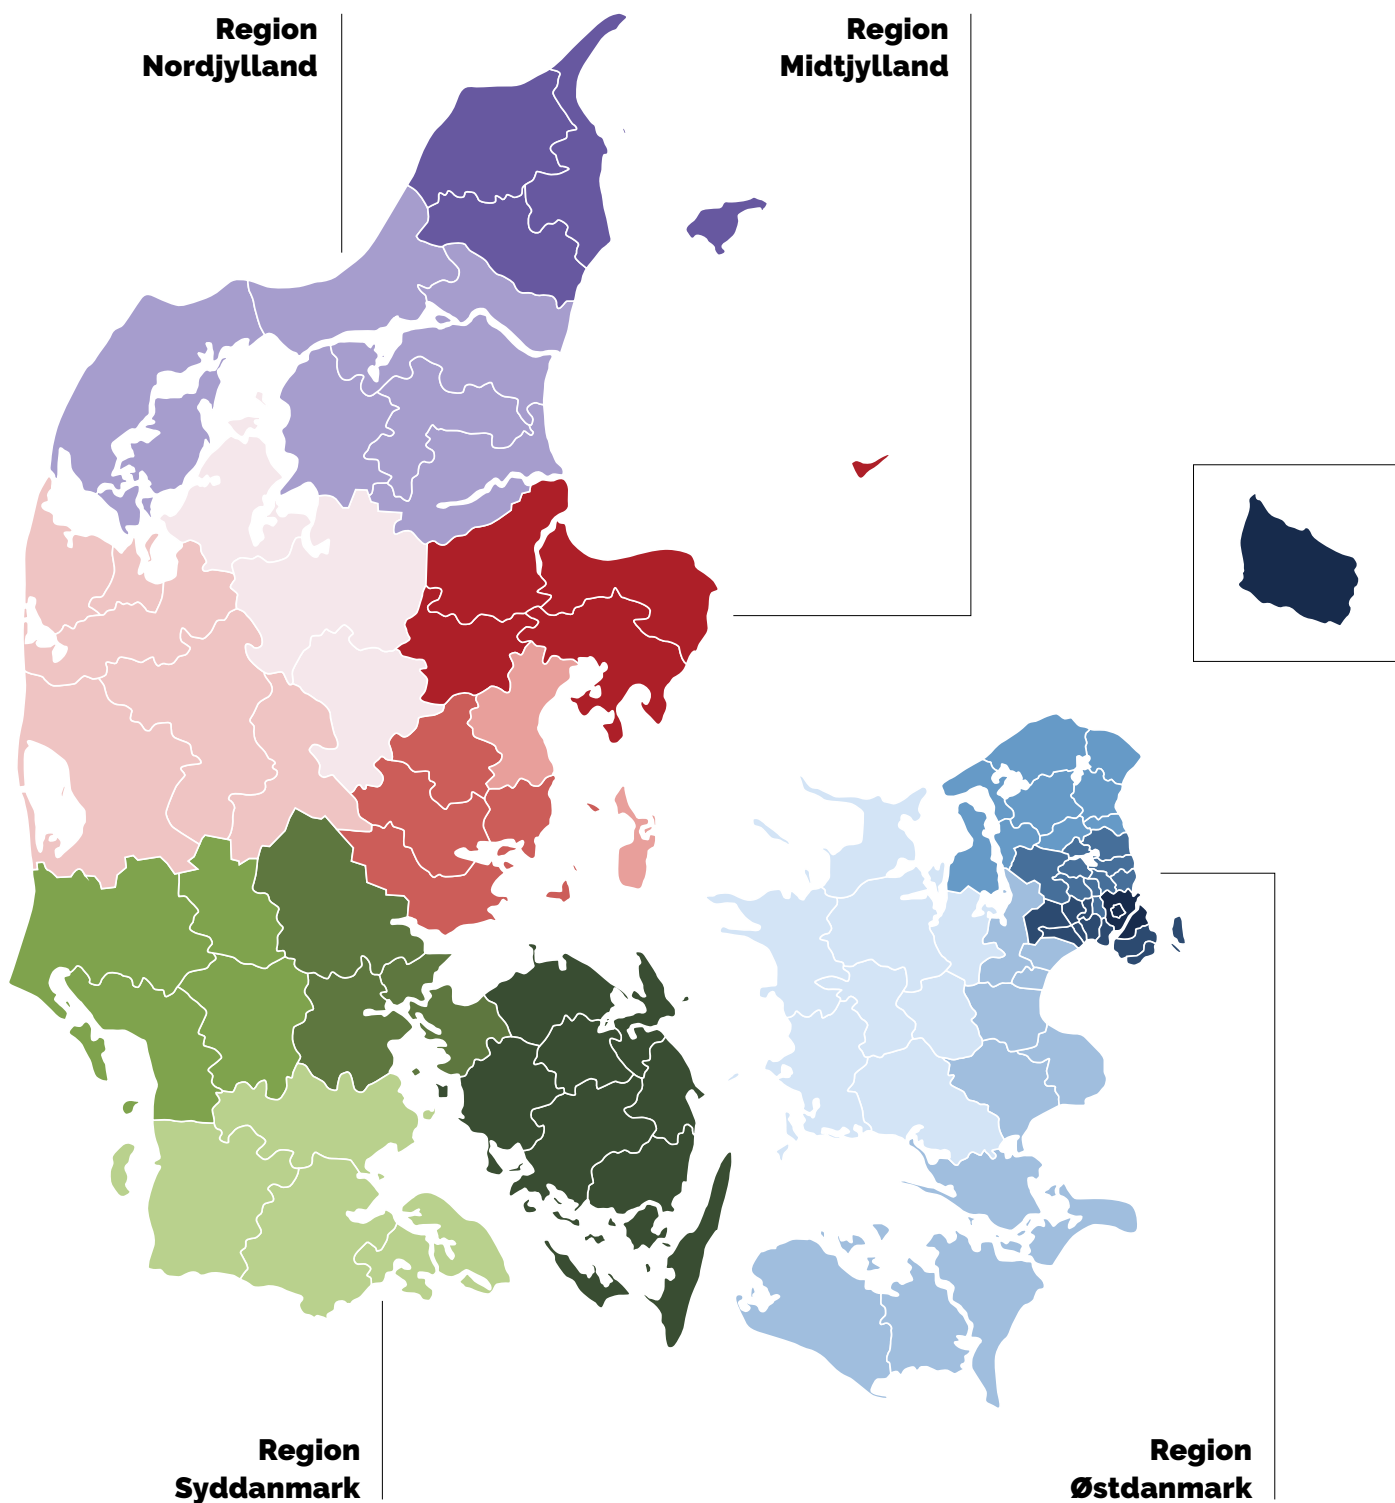 Region
Nordjylland
Region
Midtjylland
Region
Syddanmark
Region
Østdanmark